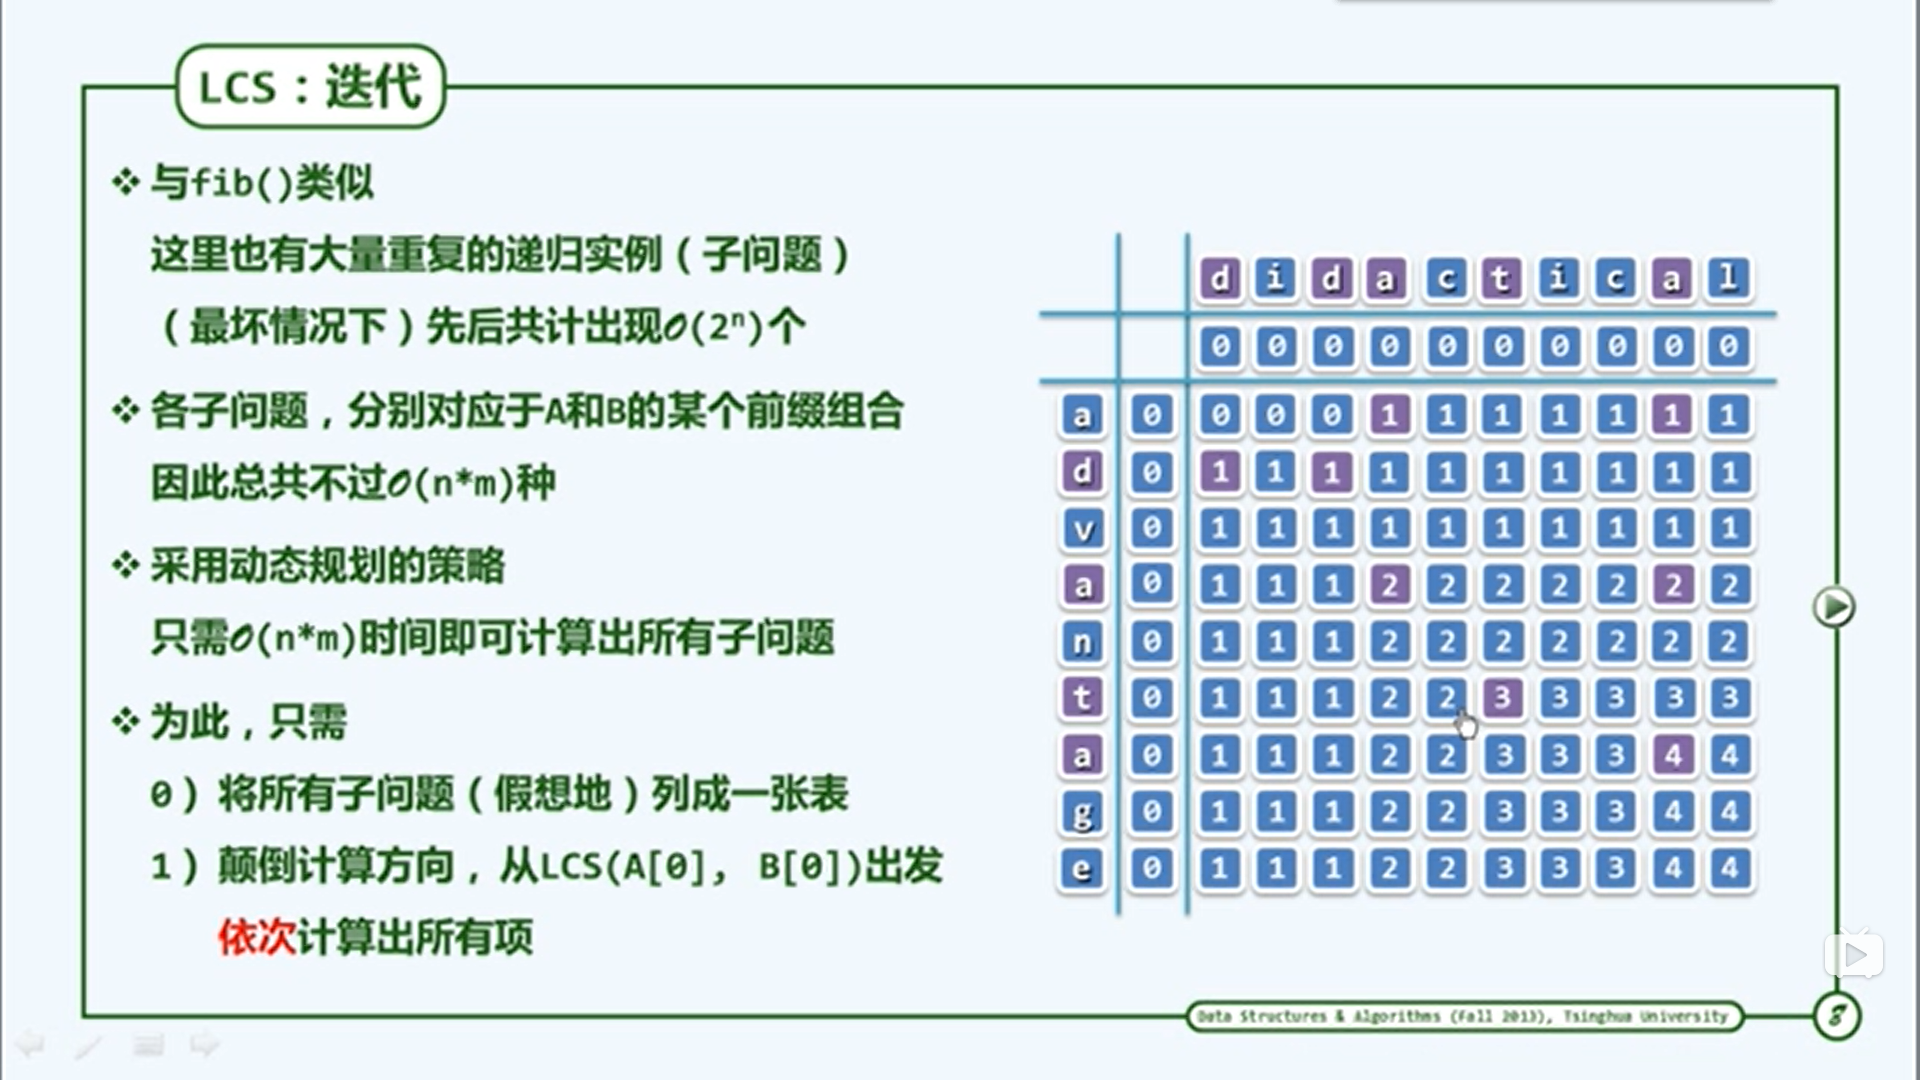 LCS：迭代
❖ 与fib()类似
这里也有大量重复的递归实例（子问题）
（最坏情况下）先后共计出现O(2ⁿ)个
❖ 各子问题，分别对应于A和B的某个前缀组合
因此总共不过O(n*m)种
❖ 采用动态规划的策略
只需O(n*m)时间即可计算出所有子问题
❖ 为此，只需
0）将所有子问题（假想地）列成一张表
1）颠倒计算方向，从LCS(A[0], B[0])出发
依次计算出所有项
d i d a c t i c a l
0 0 0 0 0 0 0 0 0 0
a 0 0 0 0 1 1 1 1 1 1 1
d 0 1 1 1 1 1 1 1 1 1 1
v 0 1 1 1 1 1 1 1 1 1 1
a 0 1 1 1 2 2 2 2 2 2 2
n 0 1 1 1 2 2 2 2 2 2 2
t 0 1 1 1 2 2 3 3 3 3 3
a 0 1 1 1 2 2 3 3 3 4 4
g 0 1 1 1 2 2 3 3 3 4 4
e 0 1 1 1 2 2 3 3 3 4 4
Data Structures & Algorithms (Fall 2013), Tsinghua University